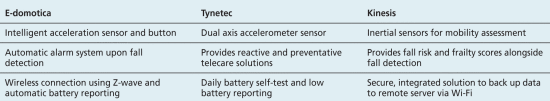 E-domotica Tynetec Kinesis
Intelligent acceleration sensor and button Dual axis accelerometer sensor Inertial sensors for mobility assessment
Automatic alarm system upon fall Provides reactive and preventative Provides fall risk and frailty scores alongside
detection telecare solutions fall detection
Wireless connection using Z-wave and Daily battery self-test and low Secure, integrated solution to back up data
automatic battery reporting battery reporting to remote server via Wi-Fi